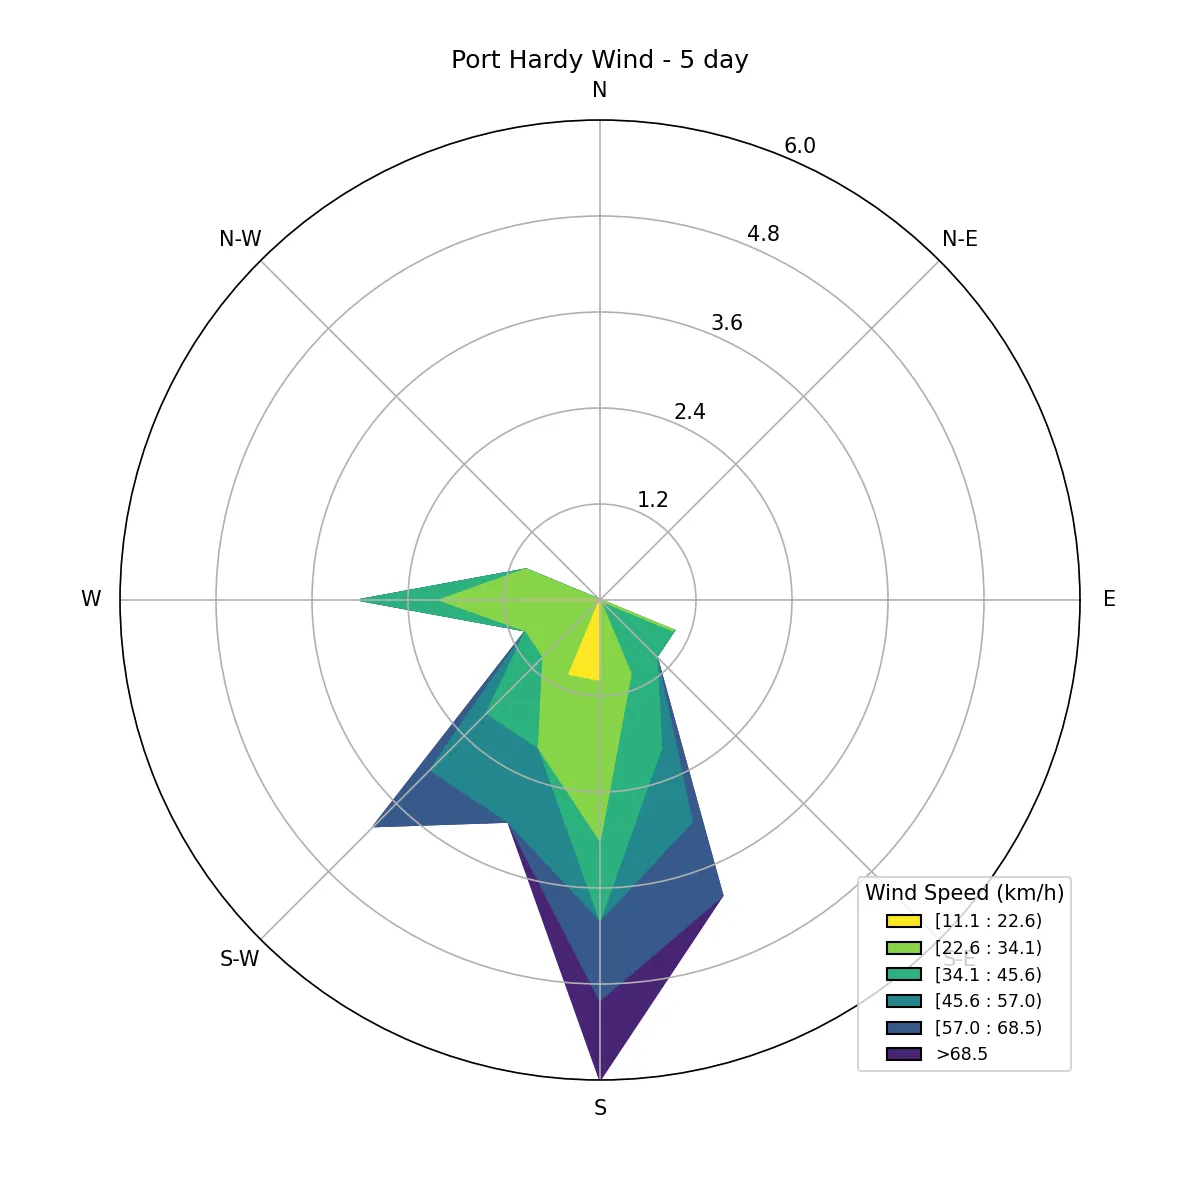 Port Hardy Wind - 5 day
N
6.0
4.8
N-W
N-E
3.6
2.4
1.2
W
E
Wind Speed (km/h)
[11.1 : 22.6)
[22.6 : 34.1)
S-W
S-E
[34.1 : 45.6)
[45.6 : 57.0)
[57.0 : 68.5)
>68.5
S